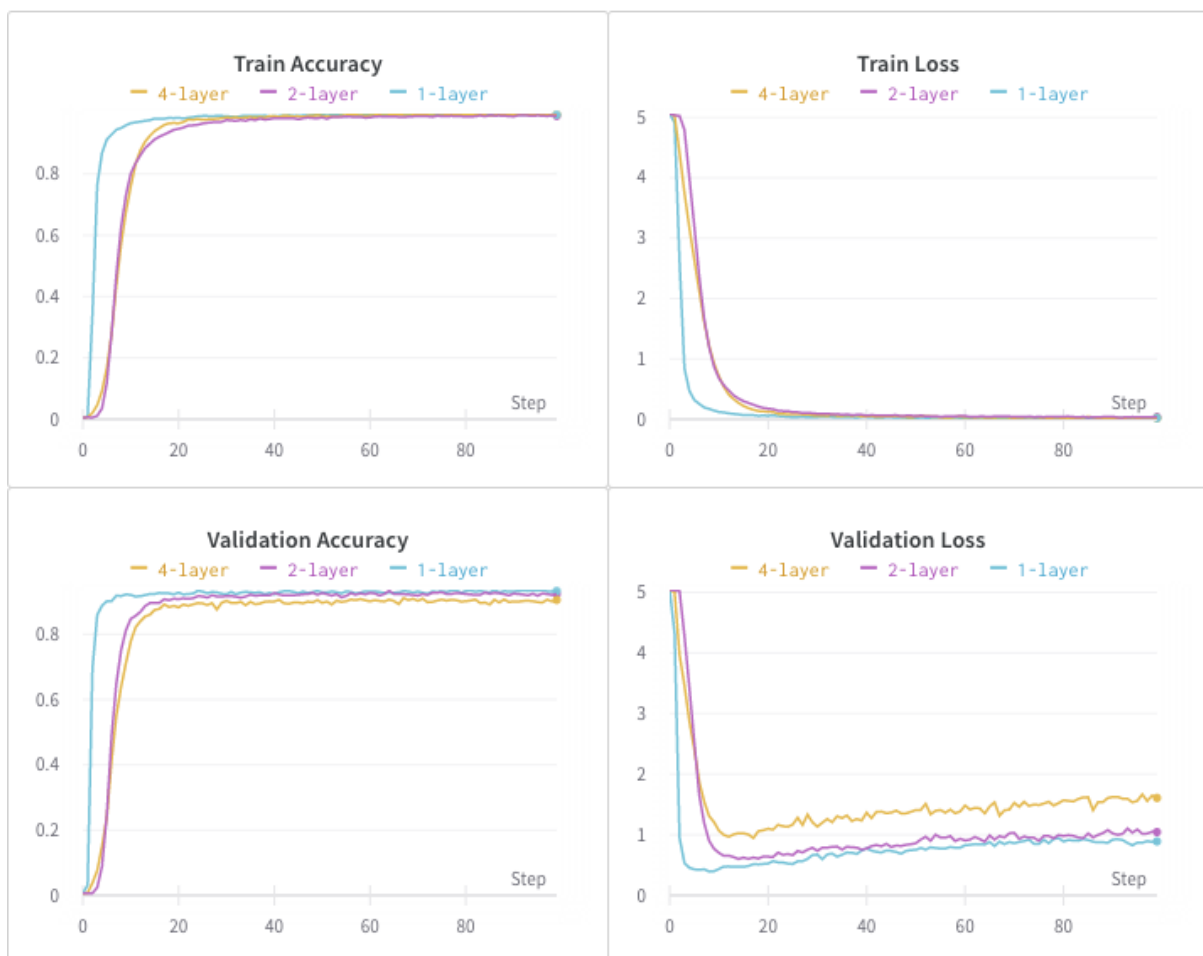 Train Accuracy
4-layer 2-layer 1-layer
0.8
0.6
0.4
0.2
0
Step
0 20 40 60 80
Train Loss
4-layer 2-layer 1-layer
5
4
3
2
1
0
Step
0 20 40 60 80
Validation Accuracy
4-layer 2-layer 1-layer
0.8
0.6
0.4
0.2
0
Step
0 20 40 60 80
Validation Loss
4-layer 2-layer 1-layer
5
4
3
2
1
0
Step
0 20 40 60 80